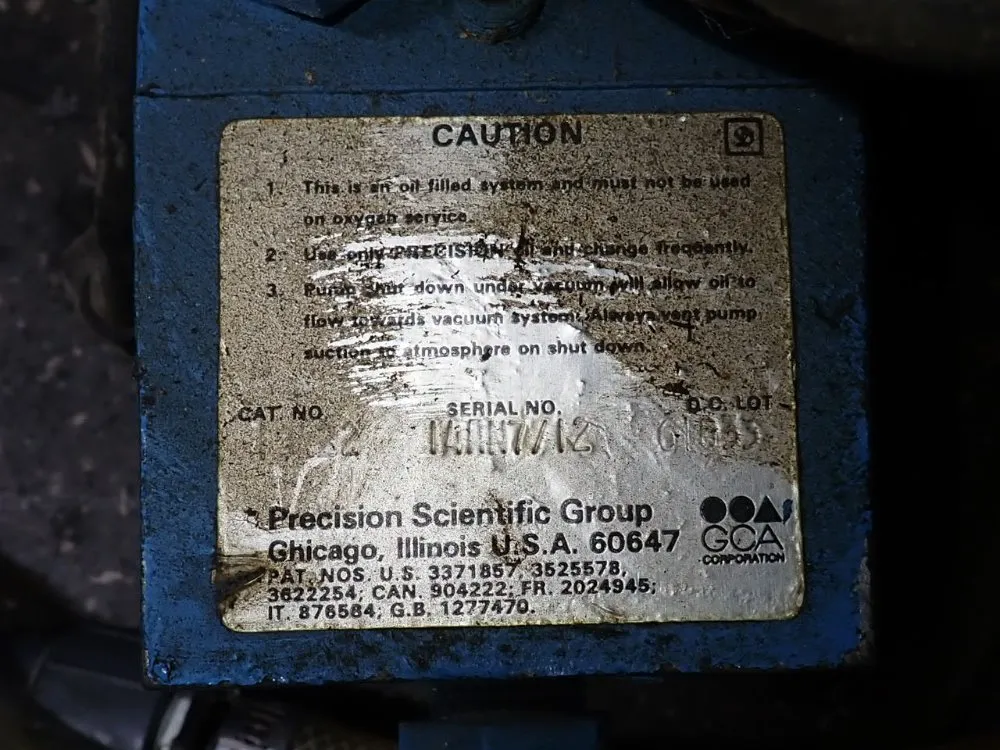 CAUTION
1. This is an oil filled system and must not be used
on oxygen service.
2. Use only PRECISION oil and change frequently.
3. Pump shut down under vacuum will allow oil to
flow towards vacuum system. Always vent pump
suction to atmosphere on shut down.
CAT NO. SERIAL NO. D.C. LOT
Precision Scientific Group
Chicago, Illinois U.S.A. 60647
PAT. NOS. U.S. 3371857, 3525578,
3622254; CAN. 904222; FR. 2024945;
IT. 876584; G.B. 1277470.
GCA
CORPORATION